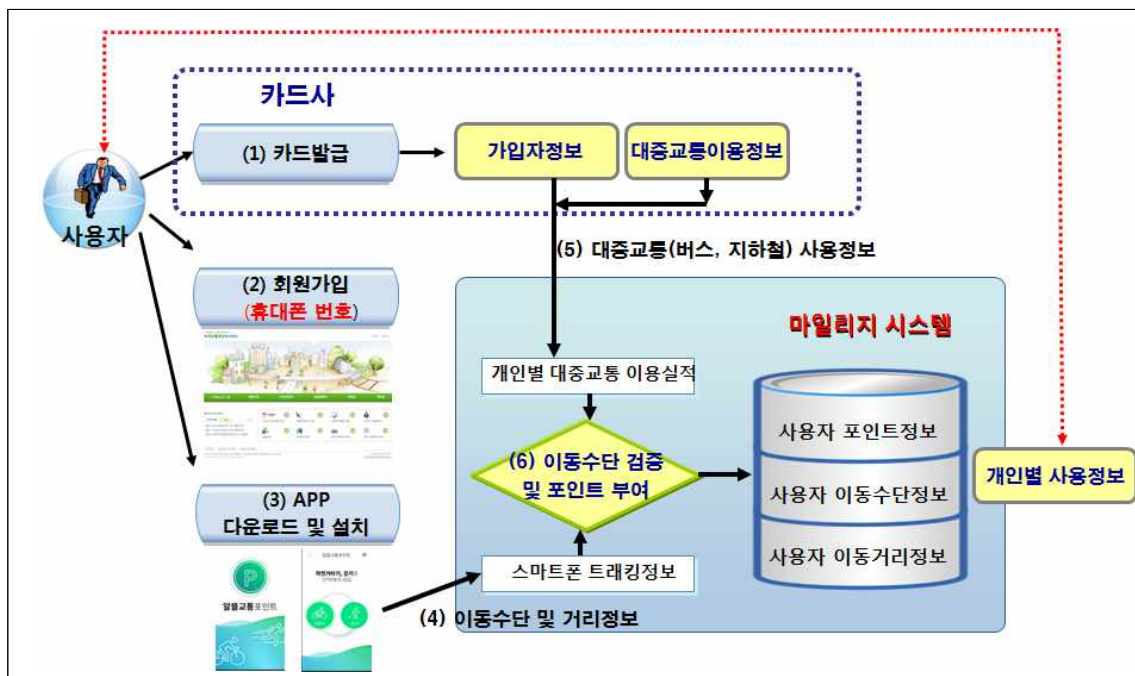 카드사
(1) 카드발급
가입자정보
대중교통이용정보
사용자
(5) 대중교통(버스, 지하철) 사용정보
(2) 회원가입
(휴대폰 번호)
마일리지 시스템
개인별 대중교통 이용실적
사용자 포인트정보
(6) 이동수단 검증
및 포인트 부여
개인별 사용정보
사용자 이동수단정보
(3) APP
다운로드 및 설치
사용자 이동거리정보
스마트폰 트래킹정보
P
알뜰교통포인트
알뜰교통포인트
(4) 이동수단 및 거리정보